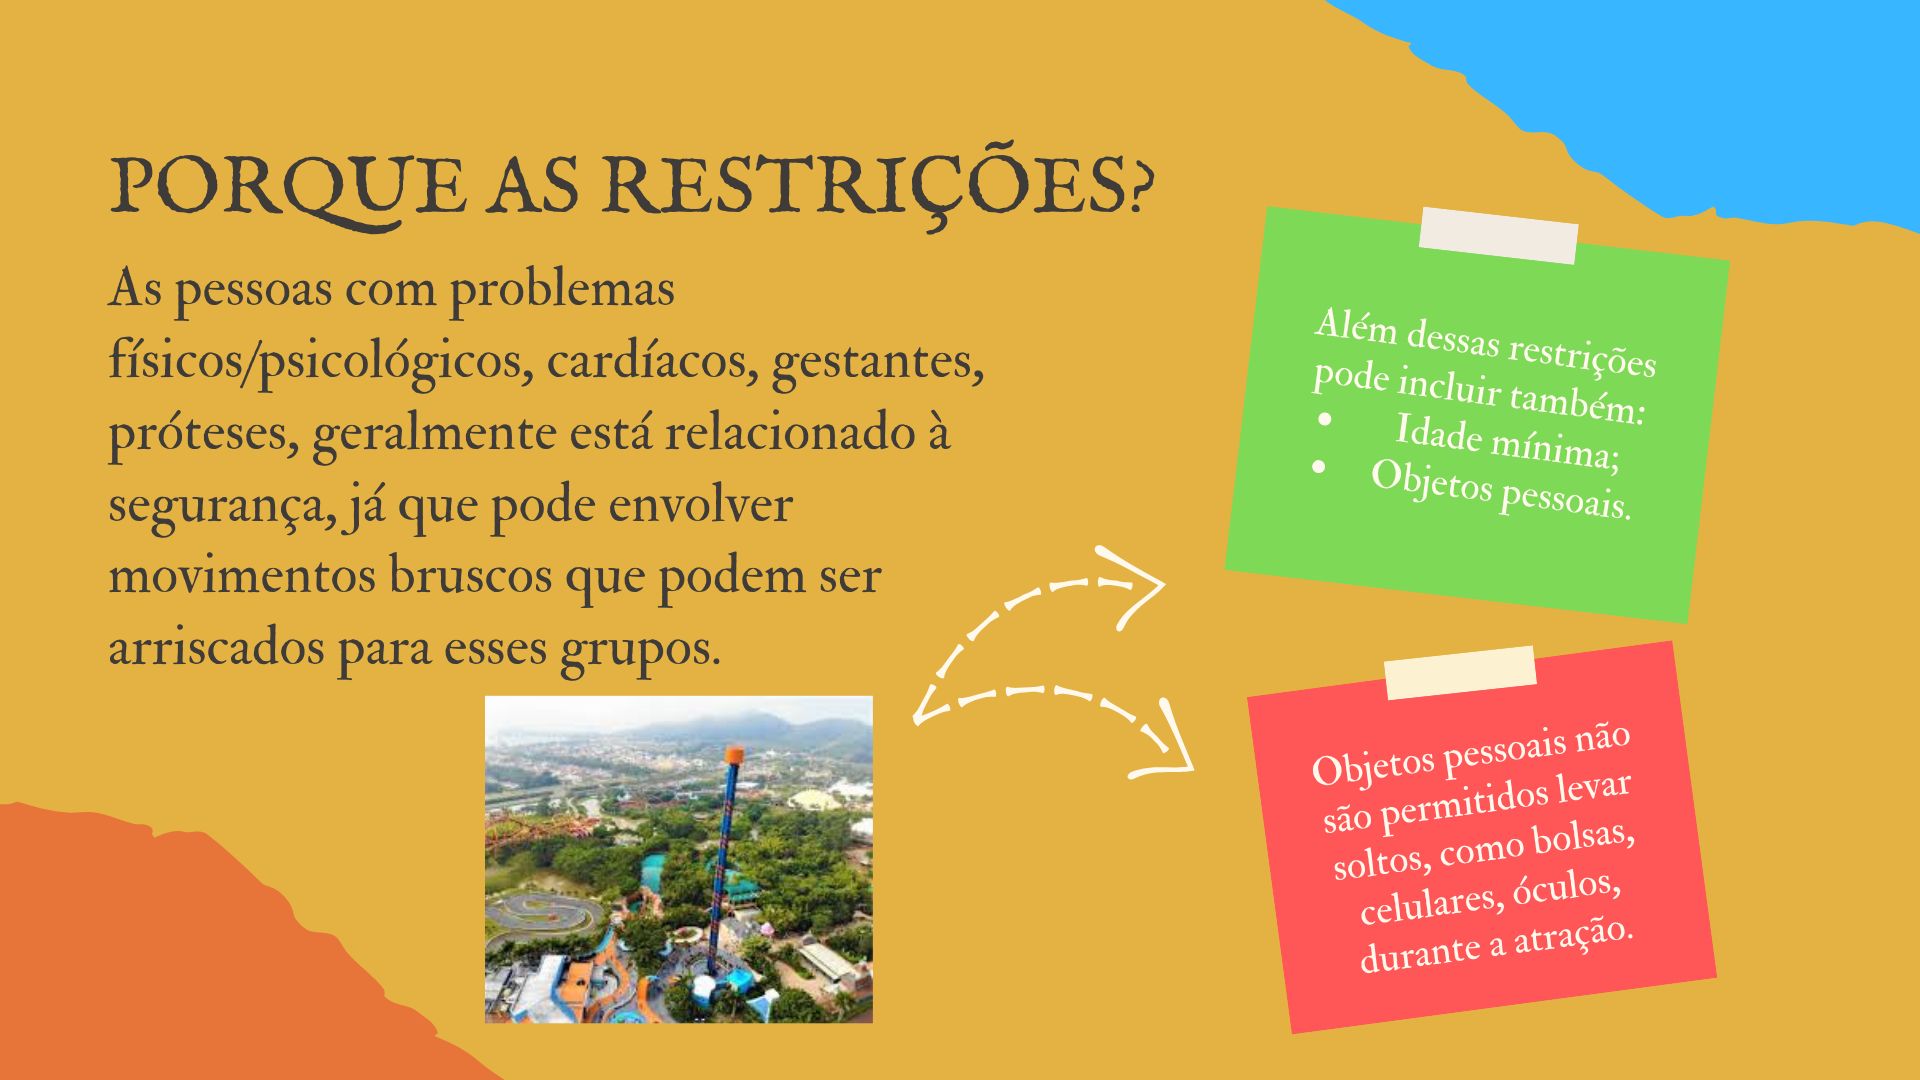 PORQUE AS RESTRIÇÕES?
As pessoas com problemas
físicos/psicológicos, cardíacos, gestantes,
próteses, geralmente está relacionado à
segurança, já que pode envolver
movimentos bruscos que podem ser
arriscados para esses grupos.
Além dessas restrições
pode incluir também:
• Idade mínima;
• Objetos pessoais.
Objetos pessoais não
são permitidos levar
soltos, como bolsas,
celulares, óculos,
durante a atração.